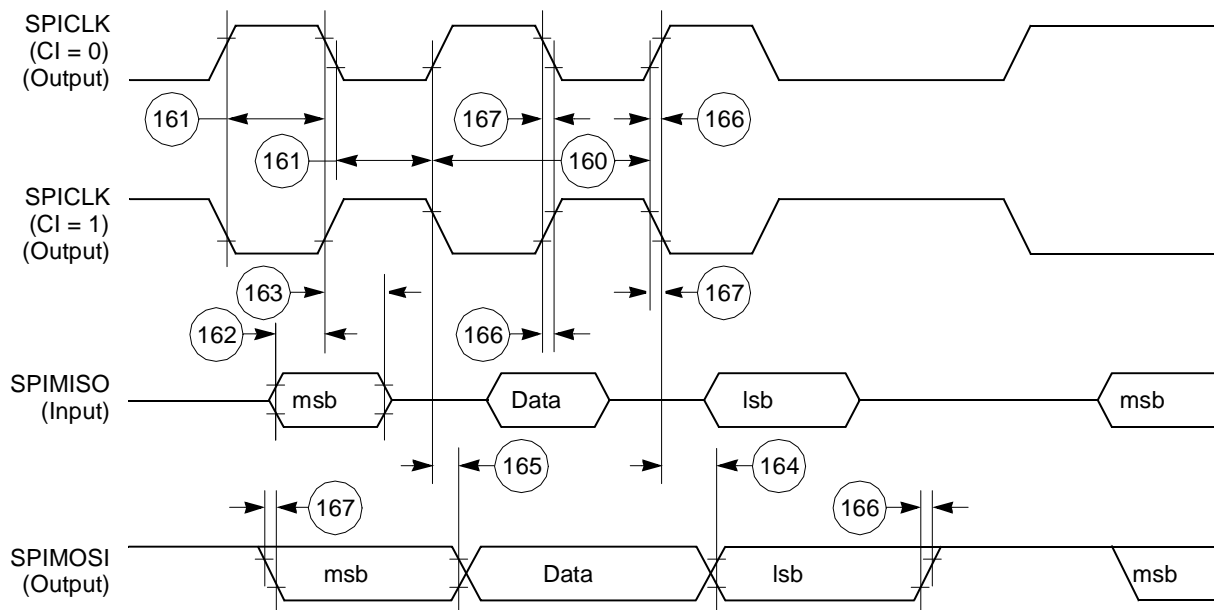 SPICLK
(CI = 0)
(Output)
161
167
166
161
160
SPICLK
(CI = 1)
(Output)
163
167
162
166
SPIMISO
(Input)
msb
Data
lsb
msb
165
164
167
166
SPIMOSI
(Output)
msb
Data
lsb
msb